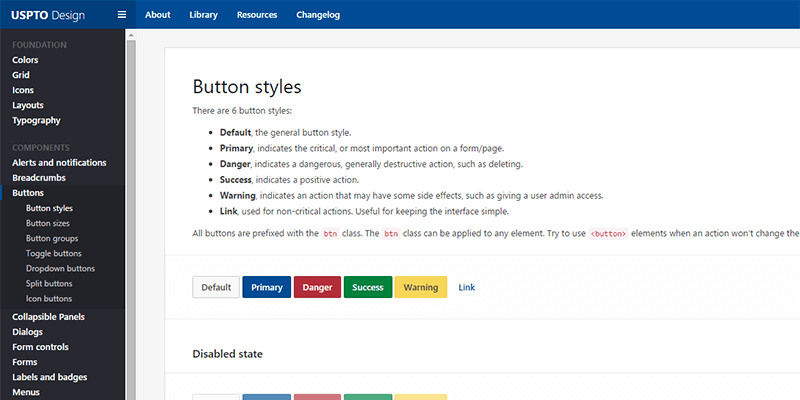 USPTO Design
About Library Resources Changelog
FOUNDATION
Colors
Grid
Icons
Layouts
Typography
COMPONENTS
Alerts and notifications
Breadcrumbs
Buttons
Button styles
Button sizes
Button groups
Toggle buttons
Dropdown buttons
Split buttons
Icon buttons
Collapsible Panels
Dialogs
Form controls
Forms
Labels and badges
Menus
Button styles
There are 6 button styles:
Default, the general button style.
Primary, indicates the critical, or most important action on a form/page.
Danger, indicates a dangerous, generally destructive action, such as deleting.
Success, indicates a positive action.
Warning, indicates an action that may have some side effects, such as giving a user admin access.
Link, used for non-critical actions. Useful for keeping the interface simple.
All buttons are prefixed with the btn class. The btn class can be applied to any element. Try to use <button> elements when an action won't change the
Default Primary Danger Success Warning Link
Disabled state